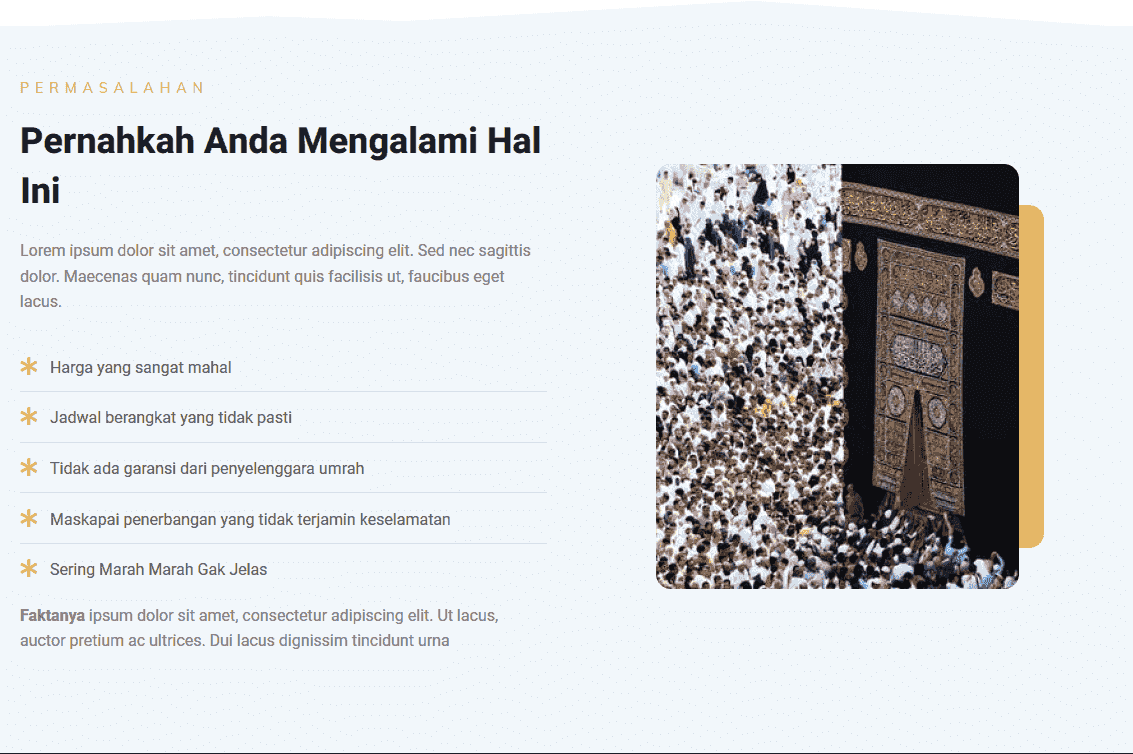 PERMASALAHAN
Pernahkah Anda Mengalami Hal
Ini
Lorem ipsum dolor sit amet, consectetur adipiscing elit. Sed nec sagittis
dolor. Maecenas quam nunc, tincidunt quis facilisis ut, faucibus eget
lacus.
Harga yang sangat mahal
Jadwal berangkat yang tidak pasti
Tidak ada garansi dari penyelenggara umrah
Maskapai penerbangan yang tidak terjamin keselamatan
Sering Marah Marah Gak Jelas
Faktanya ipsum dolor sit amet, consectetur adipiscing elit. Ut lacus,
auctor pretium ac ultrices. Dui lacus dignissim tincidunt urna